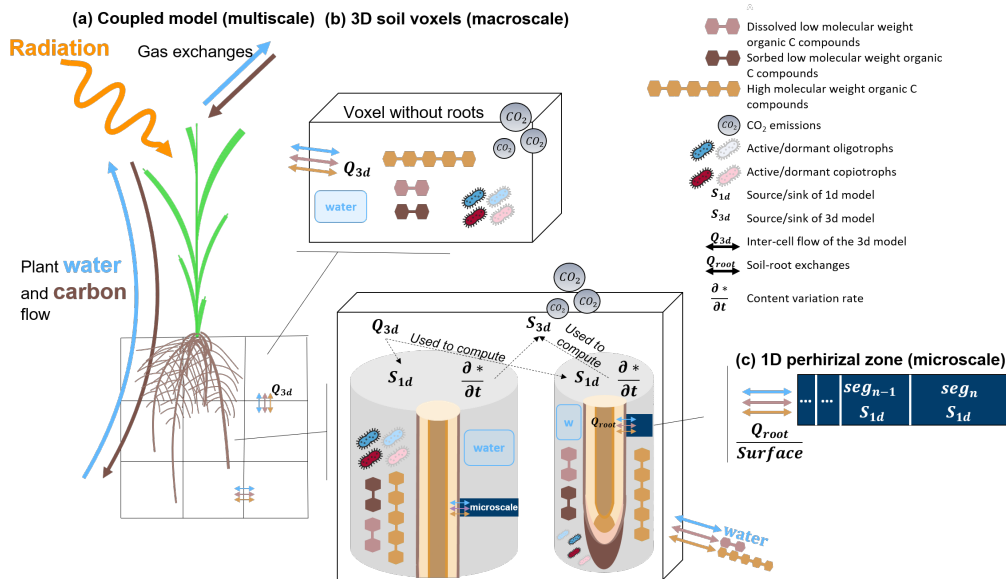 (a) Coupled model (multiscale)
(b) 3D soil voxels (macroscale)
Radiation
Gas exchanges
Plant water
and carbon
flow
Q3d
Voxel without roots
CO2
CO2
CO2
Q3d
water
Dissolved low molecular weight
organic C compounds
Sorbed low molecular weight organic
C compounds
High molecular weight organic C
compounds
CO2 emissions
Active/dormant oligotrophs
Active/dormant copiotrophs
S1d Source/sink of 1d model
S3d Source/sink of 3d model
Q3d Inter-cell flow of the 3d model
Qroot Soil-root exchanges
∂ *
∂t
Content variation rate
CO2
CO2
CO2
Q3d
S3d
Used to compute
Used to
compute
S1d
∂ *
∂t
S1d
∂ *
∂t
water
microscale
w
Qroot
water
(c) 1D perhirizal zone (microscale)
... ... segn−1 segn
S1d S1d
Qroot
Surface